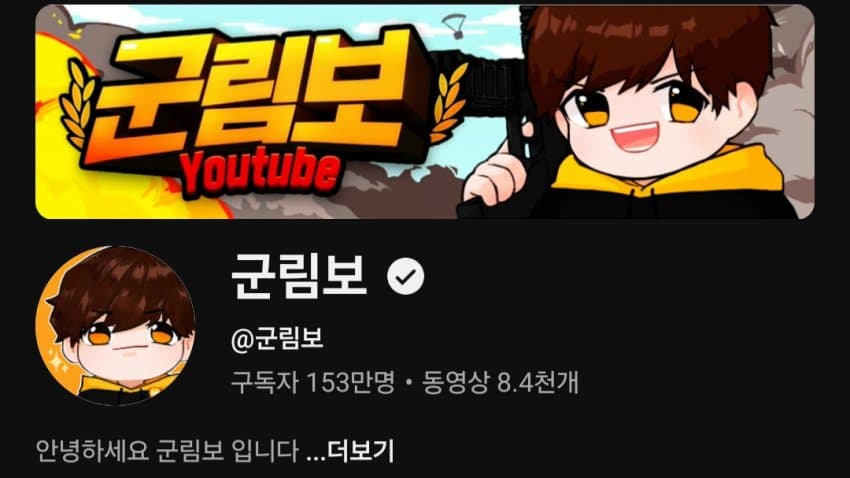 군림보
Youtube
군림보
@군림보
구독자 153만명 • 동영상 8.4천개
안녕하세요 군림보 입니다 ...더보기